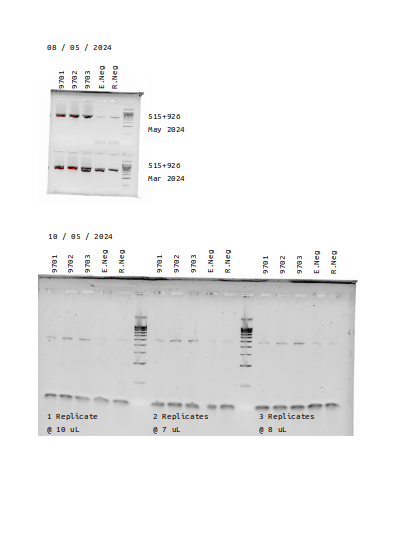 08 / 05 / 2024
9701 9702 9703 E.Neg R.Neg
515+926
May 2024
515+926
Mar 2024
10 / 05 / 2024
9701 9702 9703 E.Neg R.Neg 9701 9702 9703 E.Neg R.Neg 9701 9702 9703 E.Neg R.Neg
1 Replicate 2 Replicates 3 Replicates
@ 10 uL @ 7 uL @ 8 uL